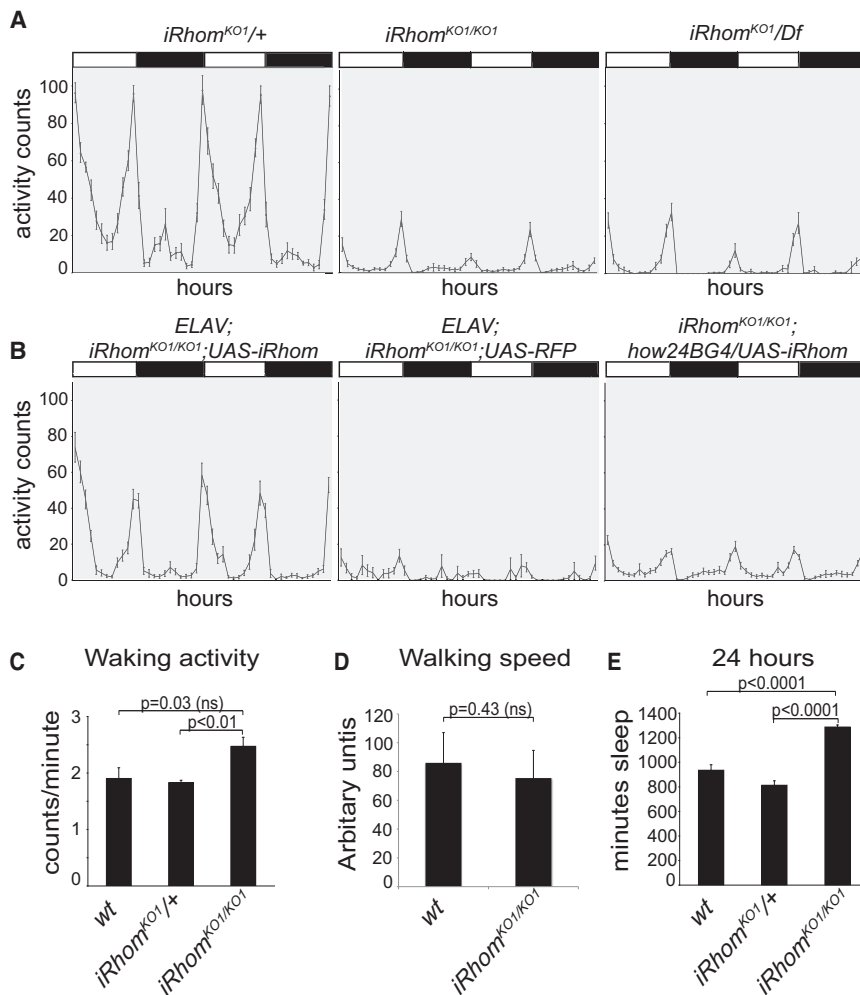 A
iRhomKO1/+
iRhomKO1/KO1
iRhomKO1/Df
activity counts
100
80
60
40
20
0
hours
hours
hours
B
ELAV;
iRhomKO1/KO1;UAS-iRhom
ELAV;
iRhomKO1/KO1;UAS-RFP
iRhomKO1/KO1;
how24BG4/UAS-iRhom
activity counts
100
80
60
40
20
0
hours
hours
hours
C
Waking activity
p=0.03 (ns)
p<0.01
counts/minute
3
2
1
0
wt
iRhomKO1/+
iRhomKO1/KO1
D
Walking speed
p=0.43 (ns)
Arbitary untis
120
100
80
60
40
20
0
wt
iRhomKO1/KO1
E
24 hours
p<0.0001
p<0.0001
minutes sleep
1400
1200
1000
800
600
400
200
0
wt
iRhomKO1/+
iRhomKO1/KO1